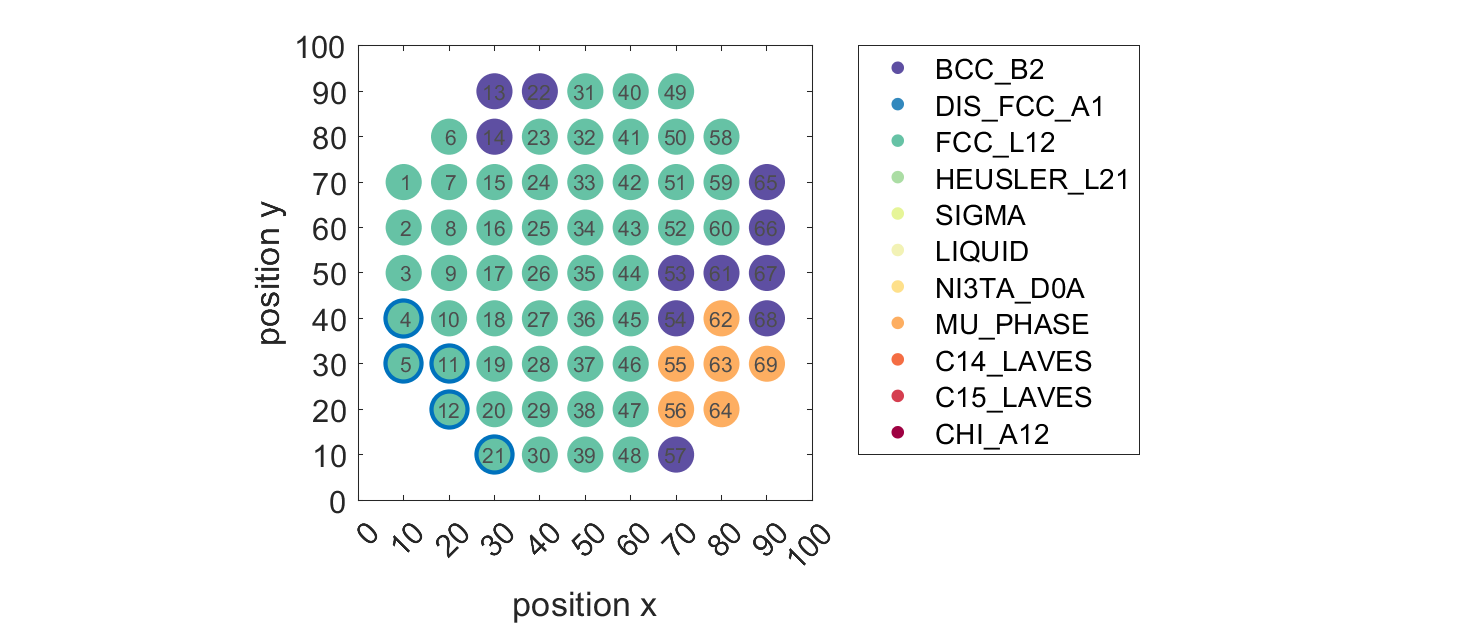 100
90
80
70
60
50
40
30
20
10
0
position y
13 22 31 40 49
6 14 23 32 41 50 58
1 7 15 24 33 42 51 59 65
2 8 16 25 34 43 52 60 66
3 9 17 26 35 44 53 61 67
4 10 18 27 36 45 54 62 68
5 11 19 28 37 46 55 63 69
12 20 29 38 47 56 64
21 30 39 48 57
0 10 20 30 40 50 60 70 80 90 100
position x
BCC_B2
DIS_FCC_A1
FCC_L12
HEUSLER_L21
SIGMA
LIQUID
NI3TA_D0A
MU_PHASE
C14_LAVES
C15_LAVES
CHI_A12